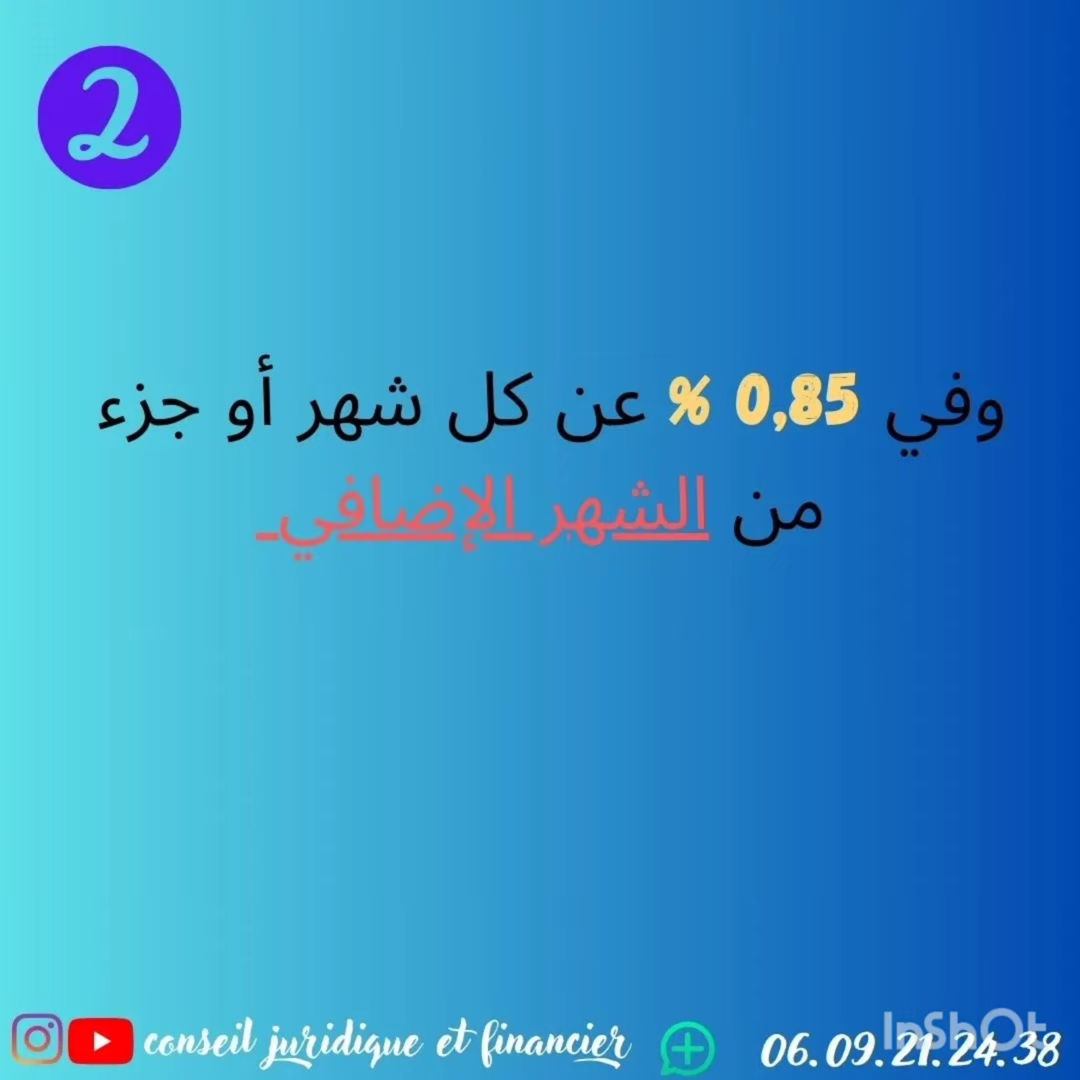 2
وفي 0,85 % عن كل شهر أو جزء
من الشهر الإضافي
conseil juridique et financier
06.09.21.24.38
InShOt